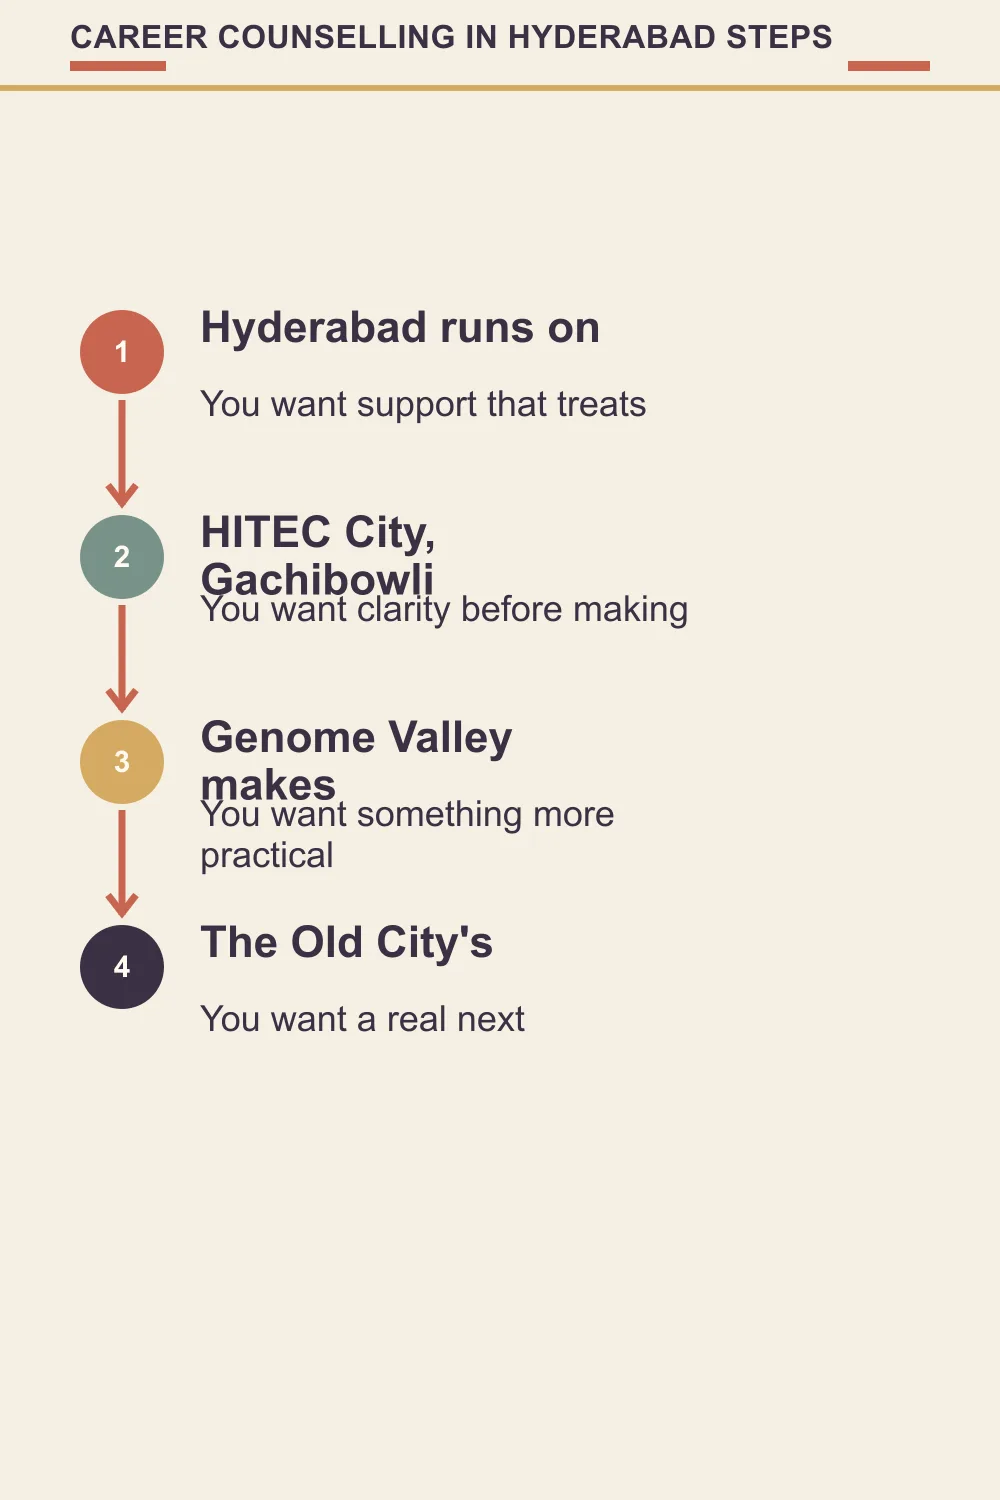 CAREER COUNSELLING IN HYDERABAD STEPS
1
Hyderabad runs on
You want support that treats
2
HITEC City,
Gachibowli
You want clarity before making
3
Genome Valley
makes
You want something more
practical
4
The Old City's
You want a real next